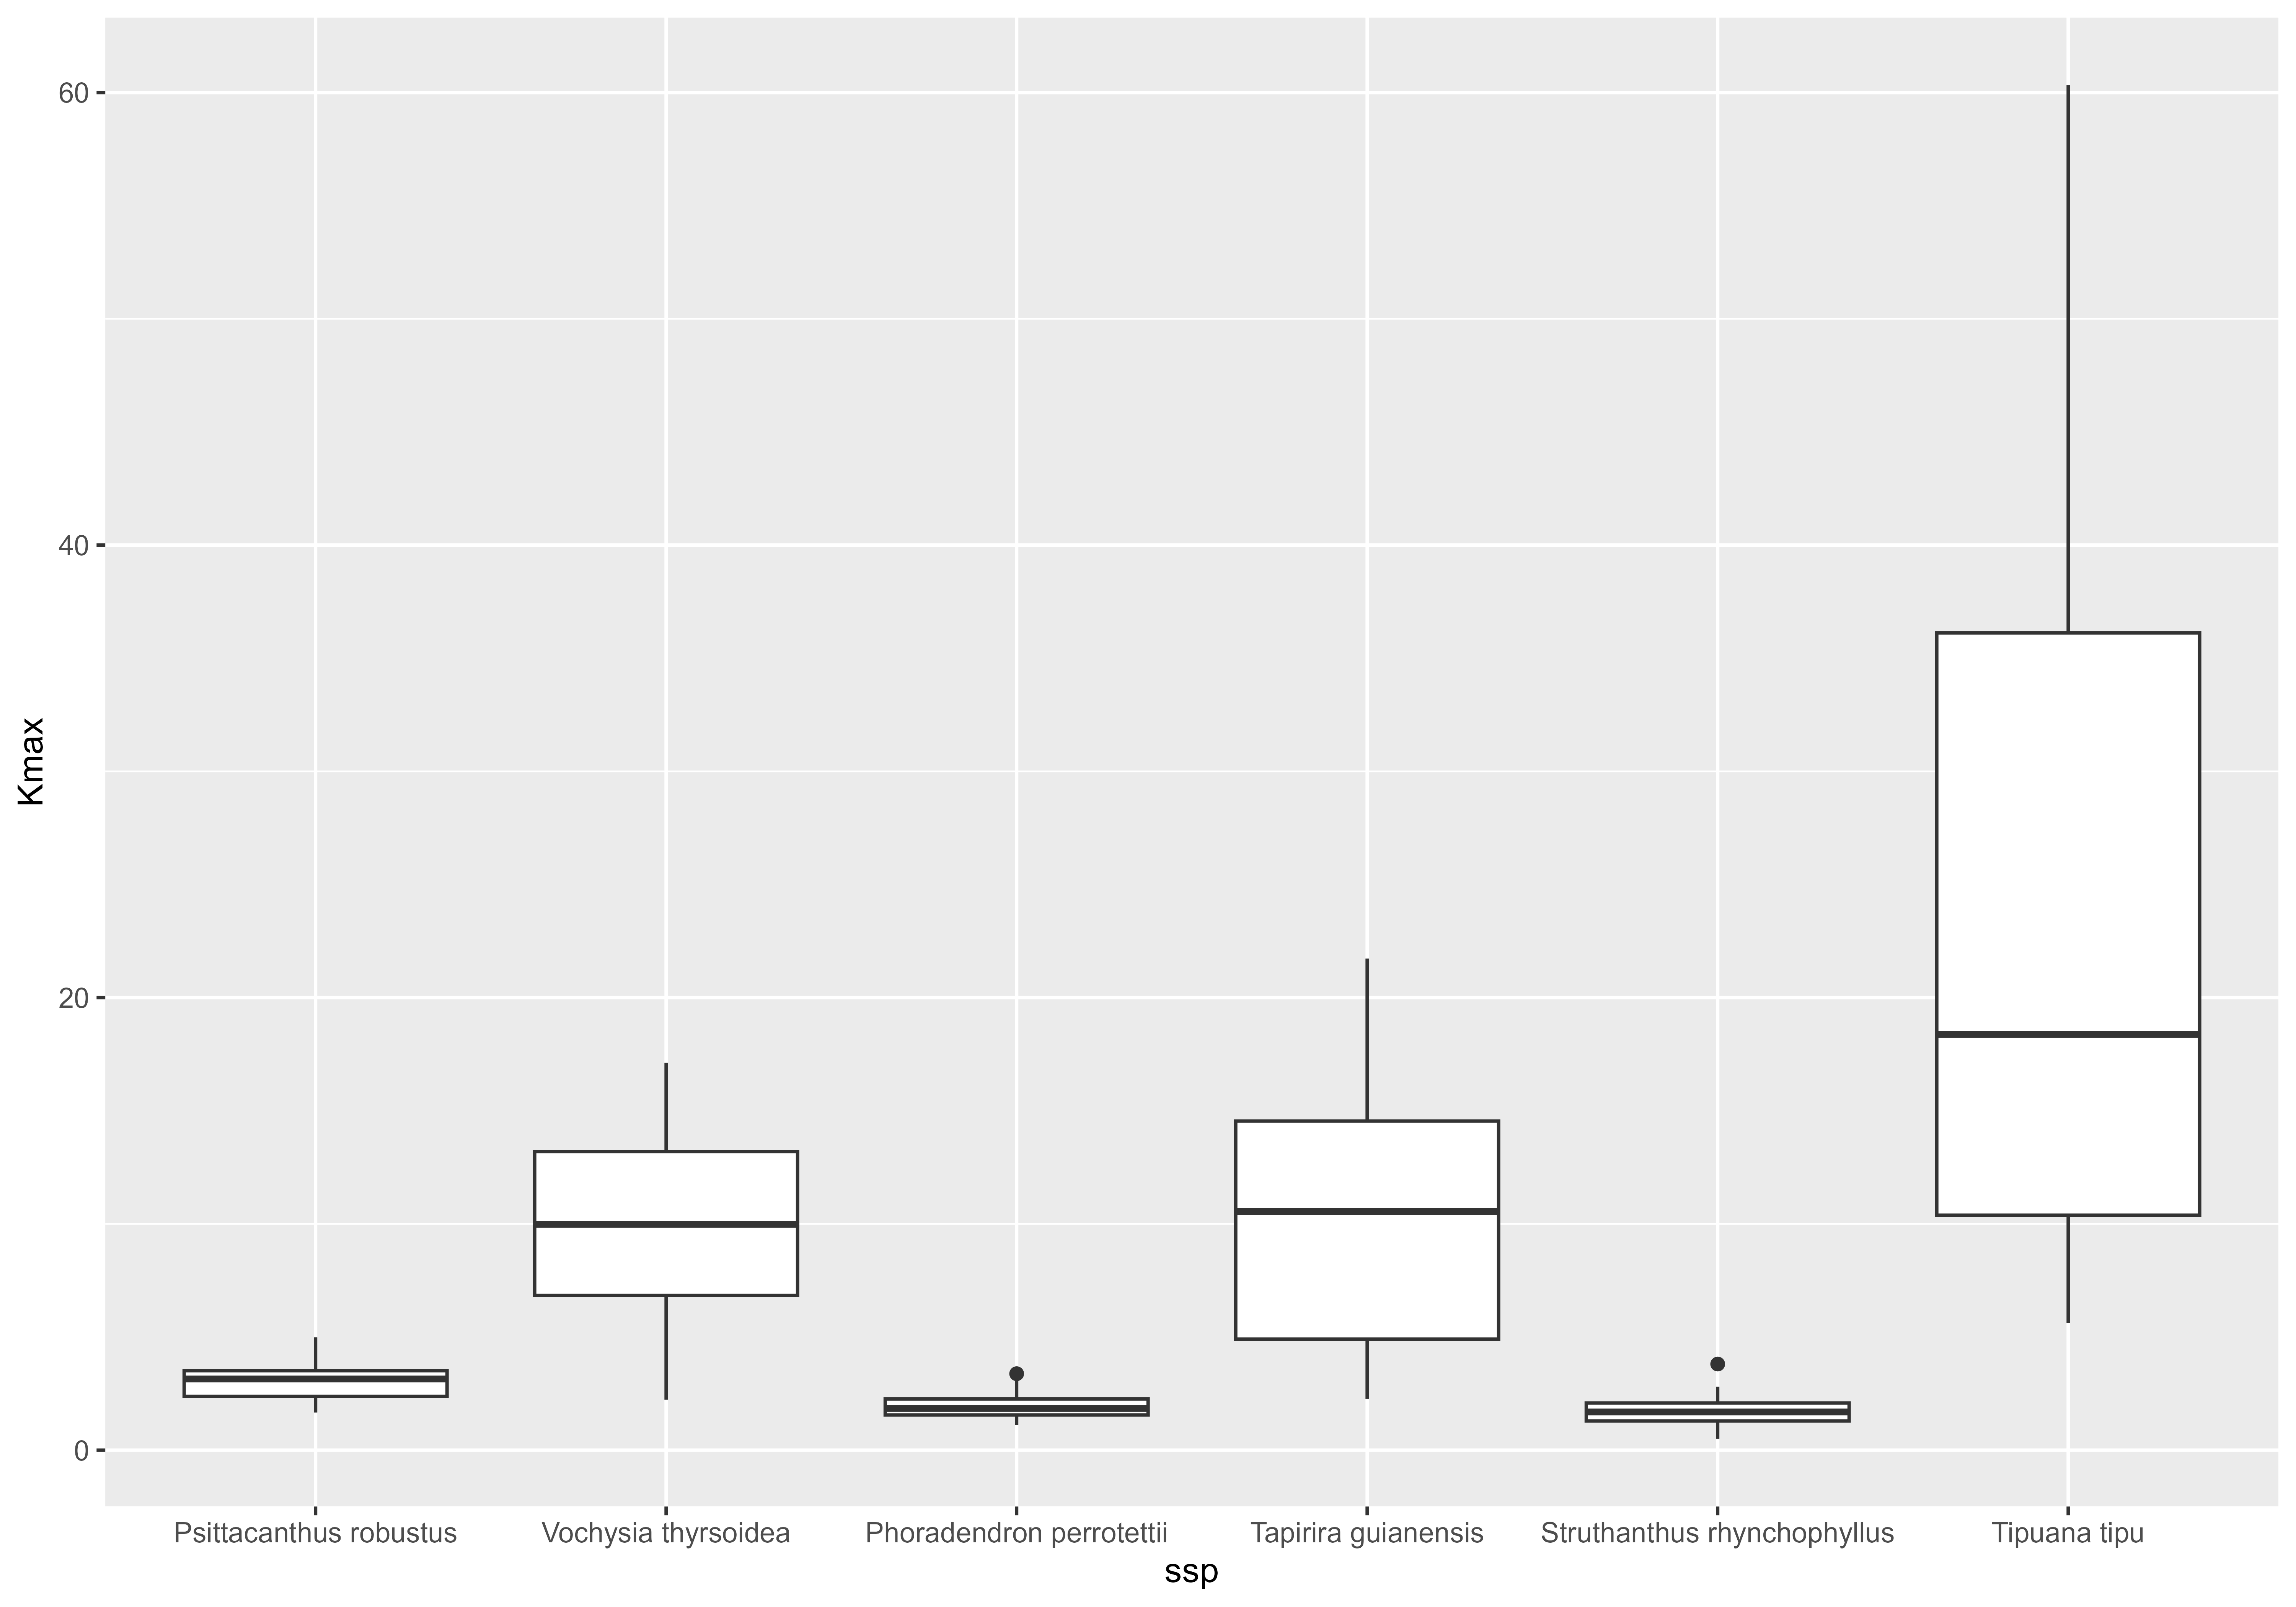 60
40
20
0
Kmax
Psittacanthus robustus Vochysia thyrsoidea Phoradendron perrotettii Tapirira guianensis Struthanthus rhynchophyllus Tipuana tipu
ssp